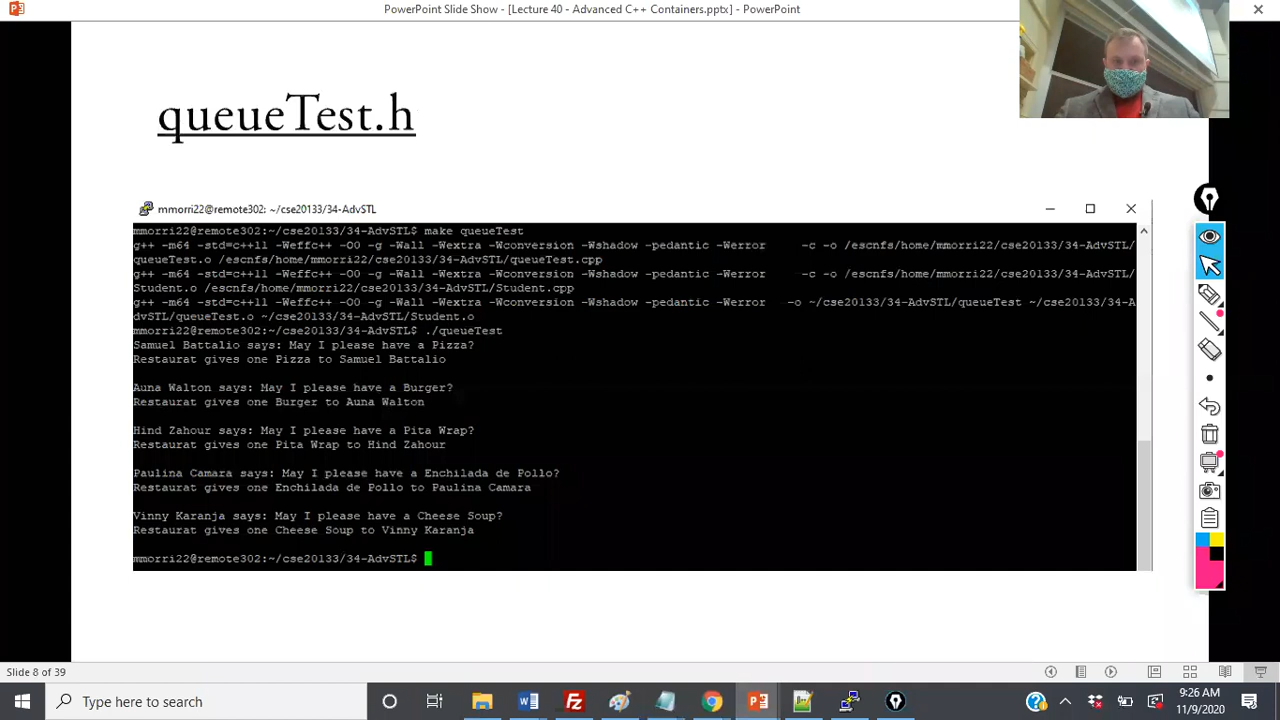 PowerPoint Slide Show - [Lecture 40 - Advanced C++ Containers.pptx] - PowerPoint
queueTest.h
mmorri22@remote302: ~/cse20133/34-AdvSTL
mmorri22@remote302:~/cse20133/34-AdvSTL$ make queueTest
g++ -m64 -std=c++11 -Weffc++ -O0 -g -Wall -Wextra -Wconversion -Wshadow -pedantic -Werror     -c -o /escnfs/home/mmorri22/cse20133/34-AdvSTL/
queueTest.o /escnfs/home/mmorri22/cse20133/34-AdvSTL/queueTest.cpp
g++ -m64 -std=c++11 -Weffc++ -O0 -g -Wall -Wextra -Wconversion -Wshadow -pedantic -Werror     -c -o /escnfs/home/mmorri22/cse20133/34-AdvSTL/
Student.o /escnfs/home/mmorri22/cse20133/34-AdvSTL/Student.cpp
g++ -m64 -std=c++11 -Weffc++ -O0 -g -Wall -Wextra -Wconversion -Wshadow -pedantic -Werror   -o ~/cse20133/34-AdvSTL/queueTest ~/cse20133/34-A
dvSTL/queueTest.o ~/cse20133/34-AdvSTL/Student.o
mmorri22@remote302:~/cse20133/34-AdvSTL$ ./queueTest
Samuel Battalio says: May I please have a Pizza?
Restaurat gives one Pizza to Samuel Battalio
Auna Walton says: May I please have a Burger?
Restaurat gives one Burger to Auna Walton
Hind Zahour says: May I please have a Pita Wrap?
Restaurat gives one Pita Wrap to Hind Zahour
Paulina Camara says: May I please have a Enchilada de Pollo?
Restaurat gives one Enchilada de Pollo to Paulina Camara
Vinny Karanja says: May I please have a Cheese Soup?
Restaurat gives one Cheese Soup to Vinny Karanja
mmorri22@remote302:~/cse20133/34-AdvSTL$
Slide 8 of 39
Type here to search
9:26 AM
11/9/2020